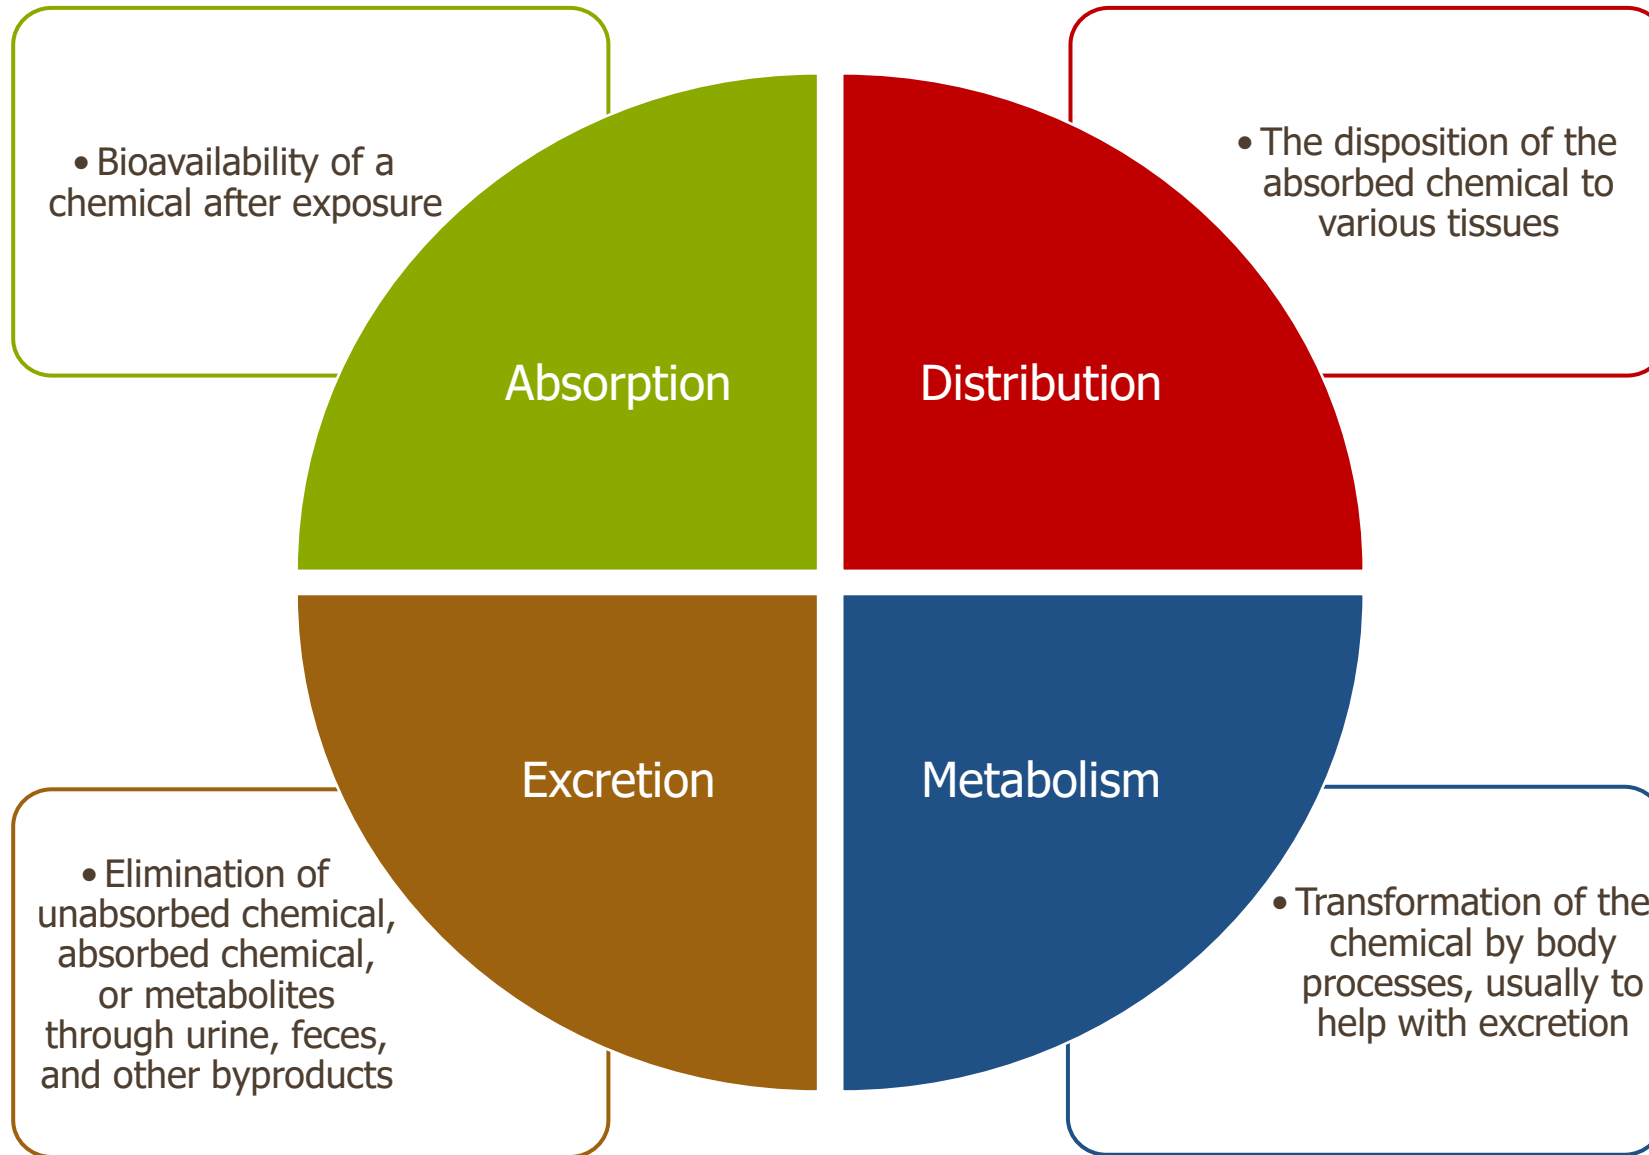 • Bioavailability of a
chemical after exposure
• The disposition of the
absorbed chemical to
various tissues
Absorption
Distribution
Excretion
Metabolism
• Elimination of
unabsorbed chemical,
absorbed chemical,
or metabolites
through urine, feces,
and other byproducts
• Transformation of the
chemical by body
processes, usually to
help with excretion